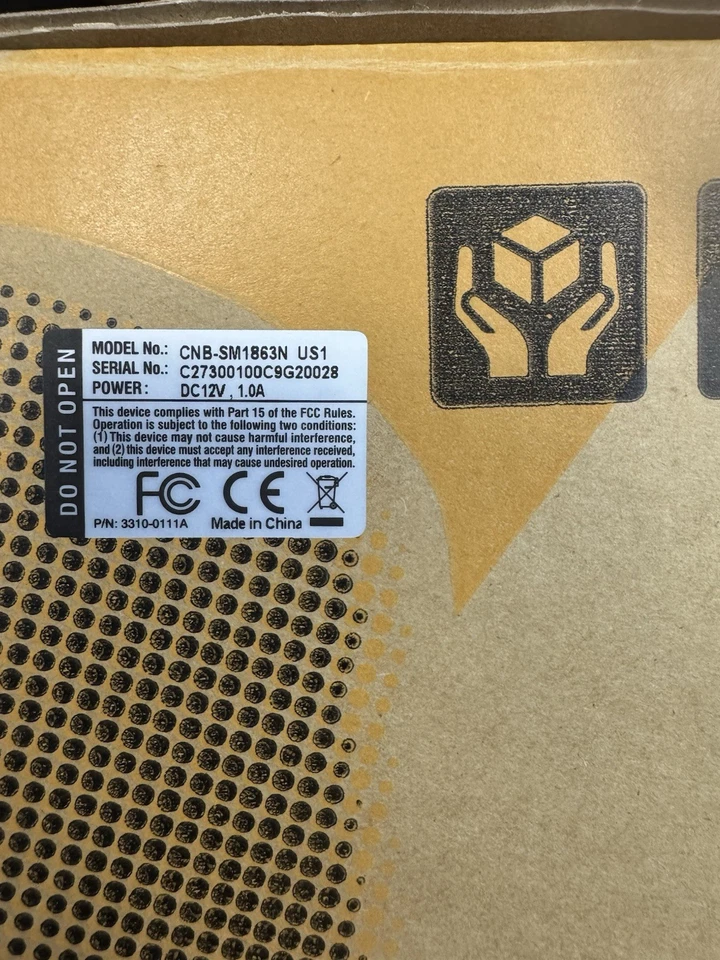 DO NOT OPEN
MODEL No.: CNB-SM1863N US1
SERIAL No.: C27300100C9G20028
POWER : DC12V , 1.0A
This device complies with Part 15 of the FCC Rules.
Operation is subject to the following two conditions:
(1) This device may not cause harmful interference,
and (2) this device must accept any interference received,
including interference that may cause undesired operation.
FC CE
P/N: 3310-0111A Made in China